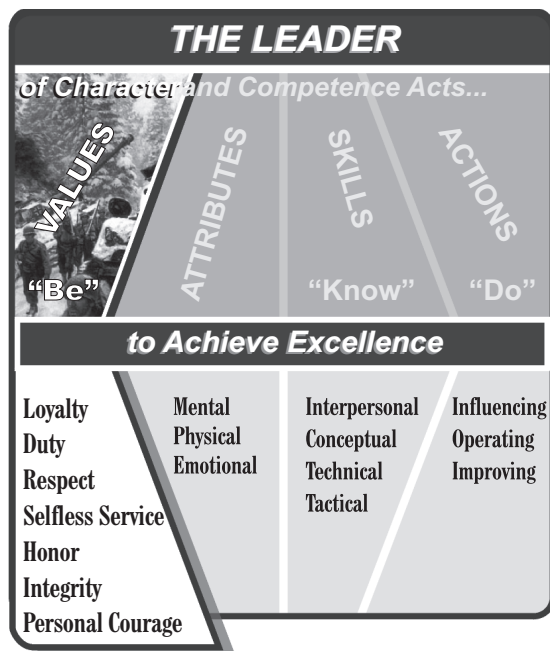 THE LEADER
of Character and Competence Acts...
VALUES
ATTRIBUTES
SKILLS
ACTIONS
“Be”
“Know”
“Do”
to Achieve Excellence
Loyalty
Duty
Respect
Selfless Service
Honor
Integrity
Personal Courage
Mental
Physical
Emotional
Interpersonal
Conceptual
Technical
Tactical
Influencing
Operating
Improving